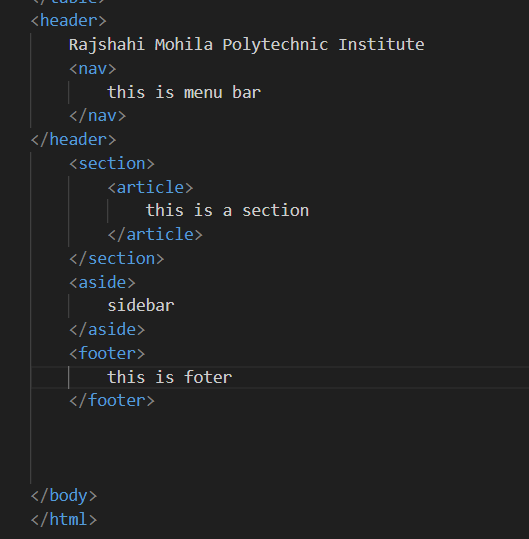 </table>
<header>
Rajshahi Mohila Polytechnic Institute
<nav>
this is menu bar
</nav>
</header>
<section>
<article>
this is a section
</article>
</section>
<aside>
sidebar
</aside>
<footer>
this is foter
</footer>
</body>
</html>